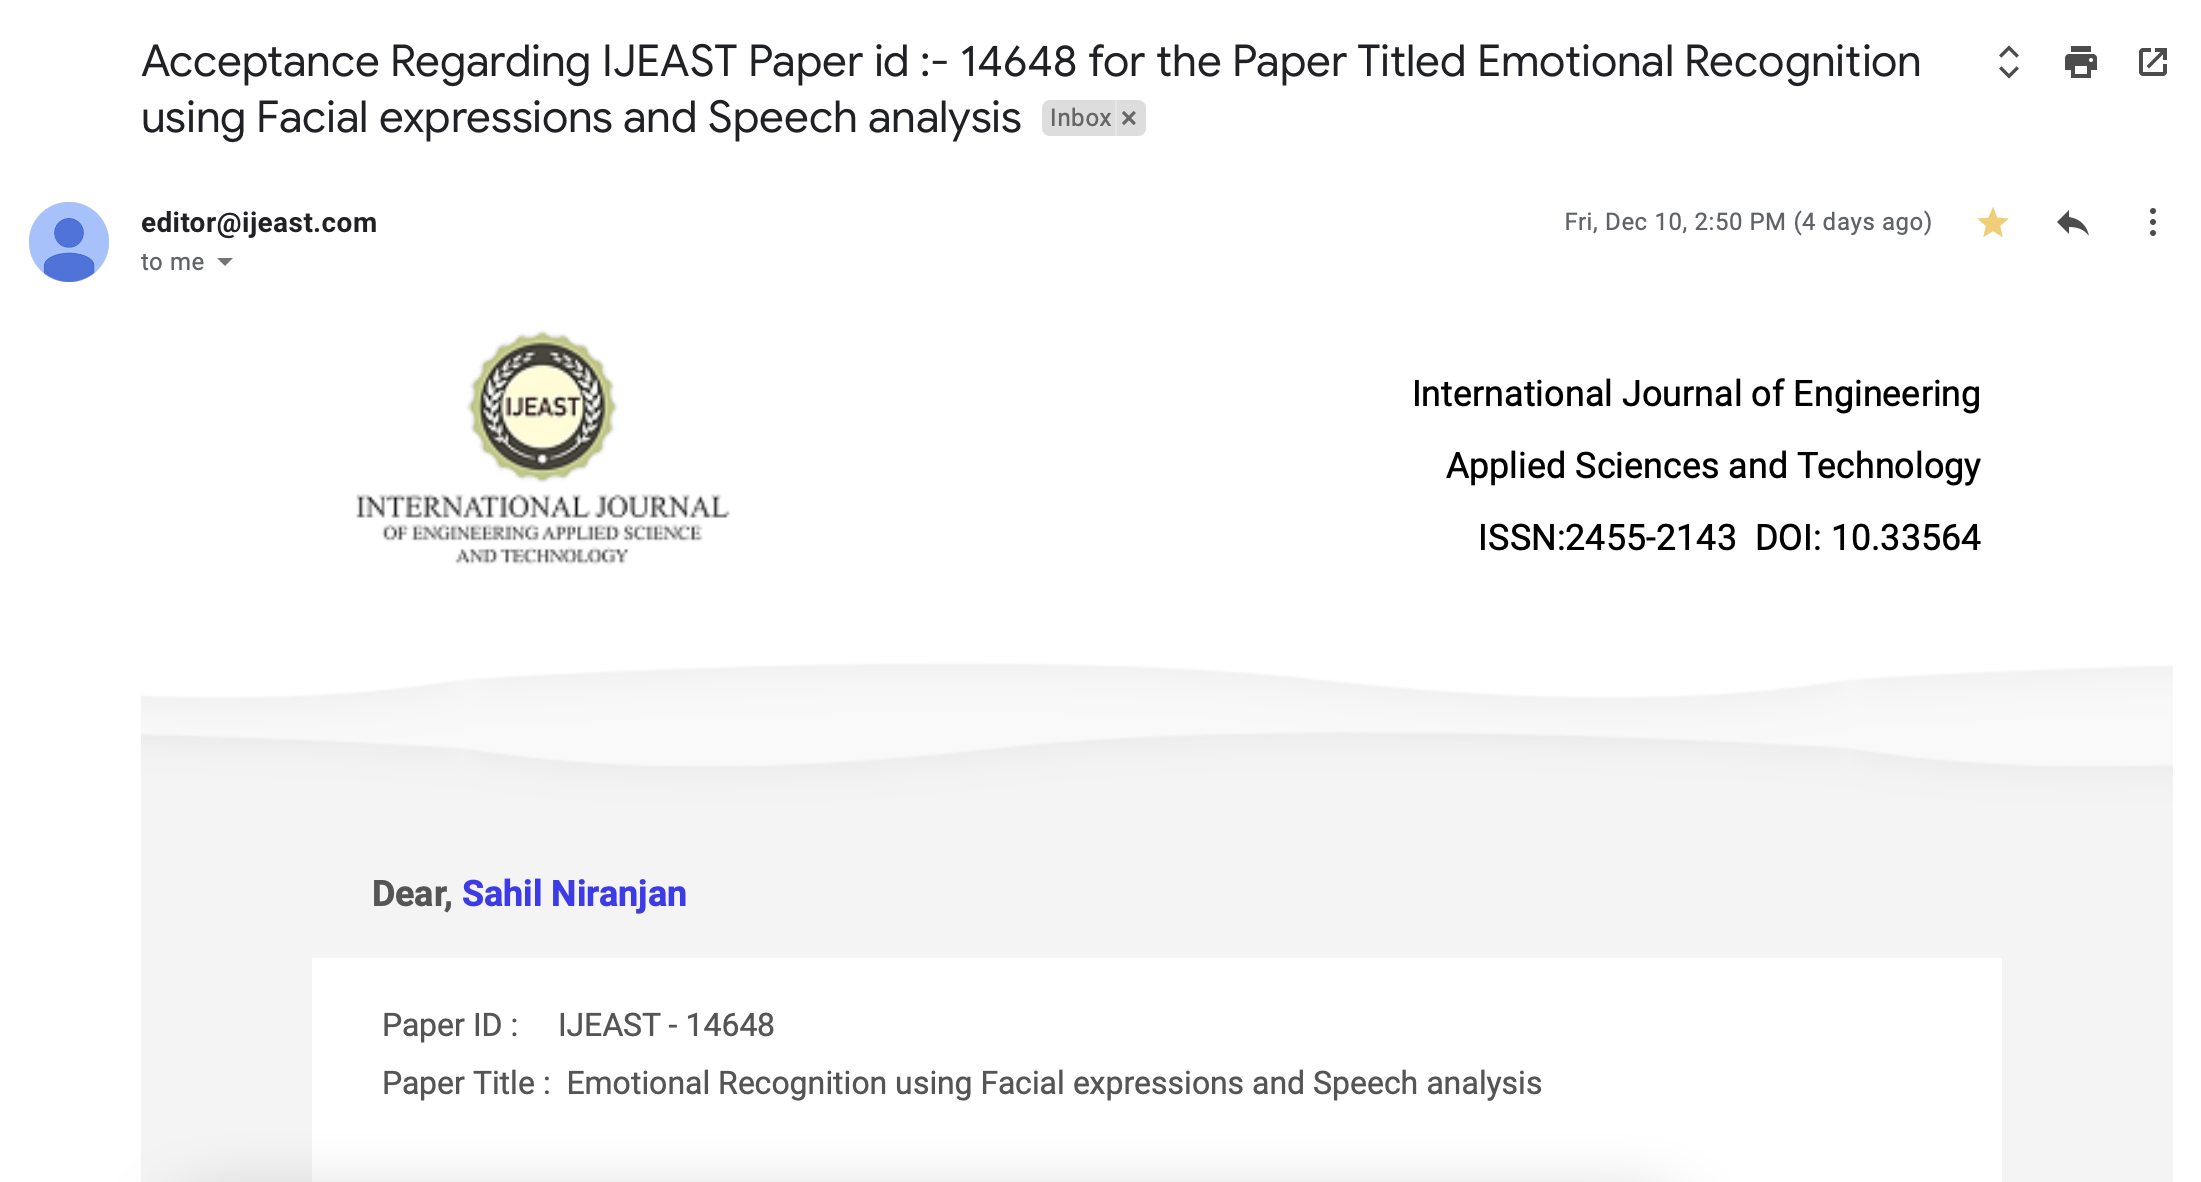 Acceptance Regarding IJEAST Paper id :- 14648 for the Paper Titled Emotional Recognition
using Facial expressions and Speech analysis Inbox ×
editor@ijeast.com
Fri, Dec 10, 2:50 PM (4 days ago)
to me
IJEAST
INTERNATIONAL JOURNAL
OF ENGINEERING APPLIED SCIENCE
AND TECHNOLOGY
International Journal of Engineering
Applied Sciences and Technology
ISSN:2455-2143 DOI: 10.33564
Dear, Sahil Niranjan
Paper ID : IJEAST - 14648
Paper Title : Emotional Recognition using Facial expressions and Speech analysis